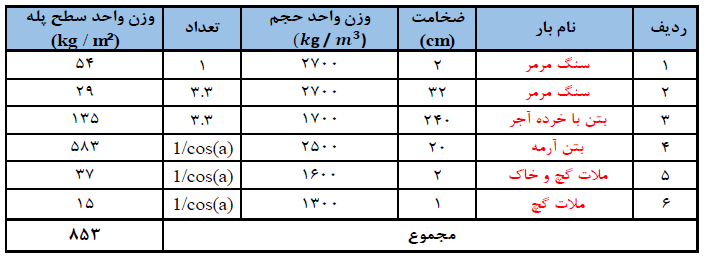 ردیف	نام بار	ضخامت (cm)	وزن واحد حجم (kg / m³)	تعداد	وزن واحد سطح پله (kg / m²)
۱	سنگ مرمر	۲	۲۷۰۰	۱	۵۴
۲	سنگ مرمر	۳۲	۲۷۰۰	۳.۳	۲۹
۳	بتن با خرده آجر	۲۴۰	۱۷۰۰	۳.۳	۱۳۵
۴	بتن آرمه	۲۰	۲۵۰۰	1/cos(a)	۵۸۳
۵	ملات گچ و خاک	۲	۱۶۰۰	1/cos(a)	۳۷
۶	ملات گچ	۱	۱۳۰۰	1/cos(a)	۱۵
مجموع	۸۵۳